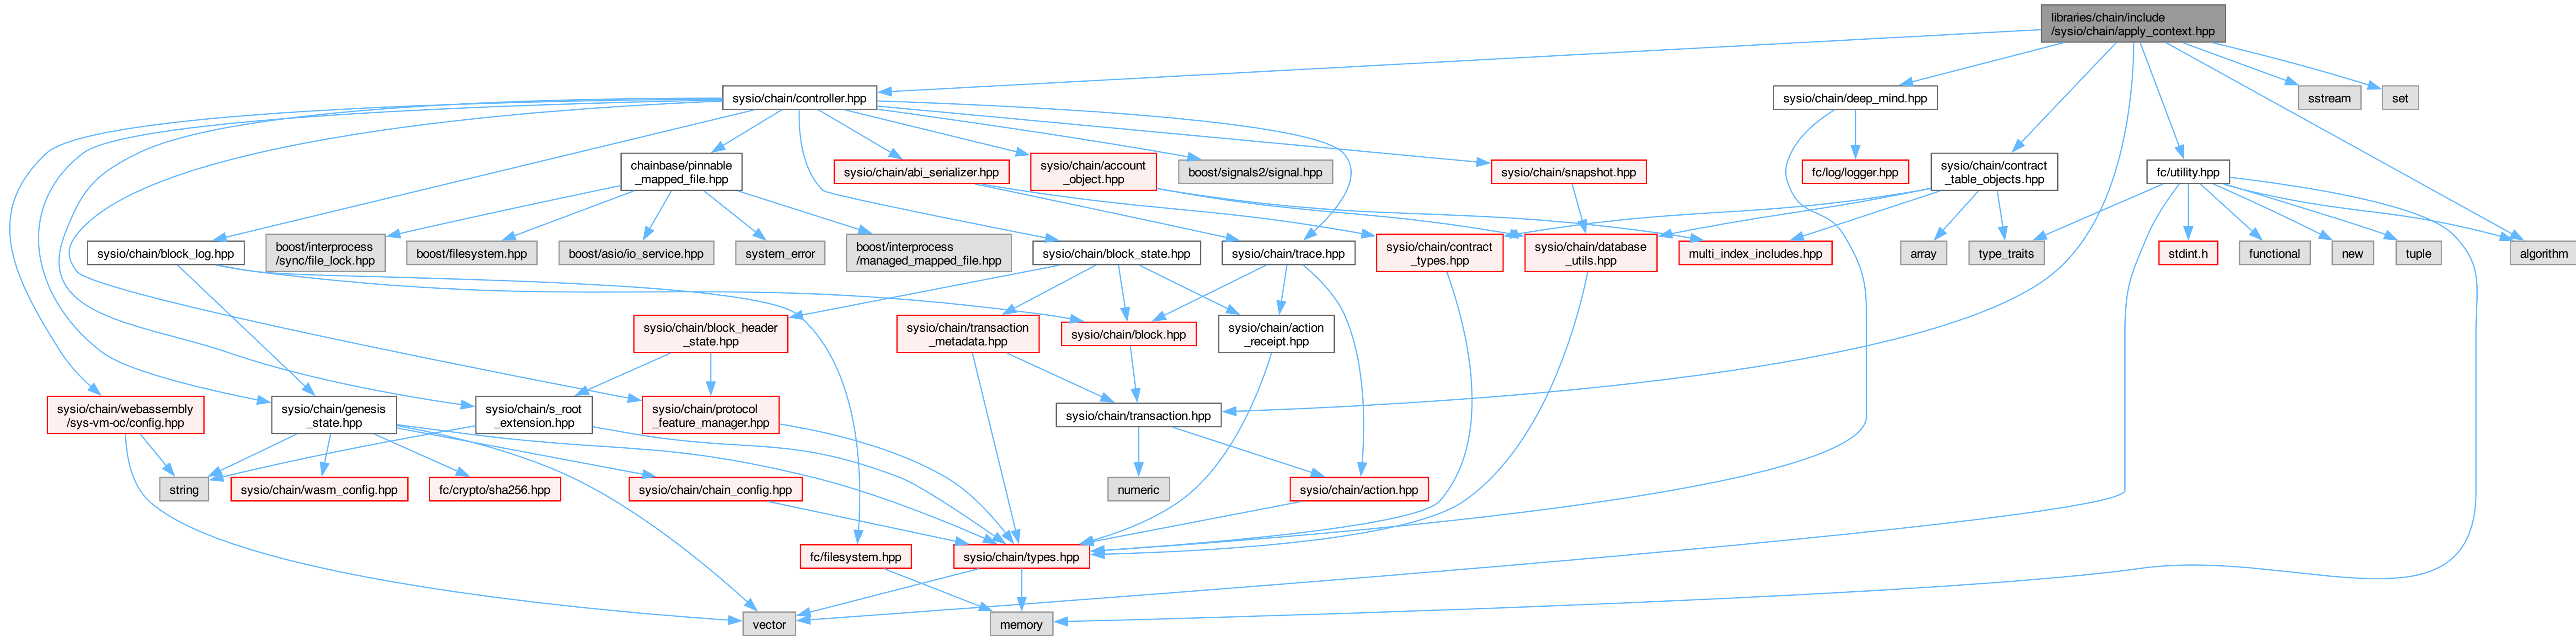 libraries/chain/include
/sysio/chain/apply_context.hpp
sysio/chain/controller.hpp
sysio/chain/deep_mind.hpp
sstream
set
chainbase/pinnable
_mapped_file.hpp
sysio/chain/abi_serializer.hpp
sysio/chain/account
_object.hpp
boost/signals2/signal.hpp
sysio/chain/snapshot.hpp
fc/log/logger.hpp
sysio/chain/contract
_table_objects.hpp
fc/utility.hpp
sysio/chain/block_log.hpp
boost/interprocess
/sync/file_lock.hpp
boost/filesystem.hpp
boost/asio/io_service.hpp
system_error
boost/interprocess
/managed_mapped_file.hpp
sysio/chain/block_state.hpp
sysio/chain/trace.hpp
sysio/chain/contract
_types.hpp
sysio/chain/database
_utils.hpp
multi_index_includes.hpp
array
type_traits
stdint.h
functional
new
tuple
algorithm
sysio/chain/block_header
_state.hpp
sysio/chain/transaction
_metadata.hpp
sysio/chain/block.hpp
sysio/chain/action
_receipt.hpp
sysio/chain/webassembly
/sys-vm-oc/config.hpp
sysio/chain/genesis
_state.hpp
sysio/chain/s_root
_extension.hpp
sysio/chain/protocol
_feature_manager.hpp
sysio/chain/transaction.hpp
string
sysio/chain/wasm_config.hpp
fc/crypto/sha256.hpp
sysio/chain/chain_config.hpp
numeric
sysio/chain/action.hpp
fc/filesystem.hpp
sysio/chain/types.hpp
vector
memory